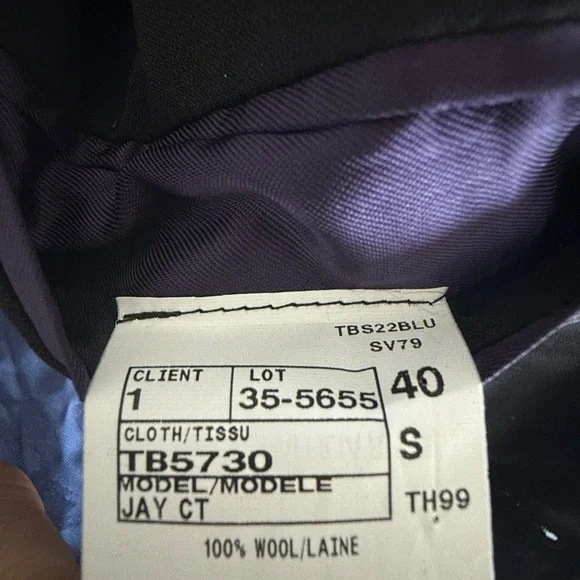 TBS22BLU
SV79
CLIENT LOT
1 35-5655 40
CLOTH/TISSU
TB5730 S
MODEL/MODELE
JAY CT TH99
100% WOOL/LAINE